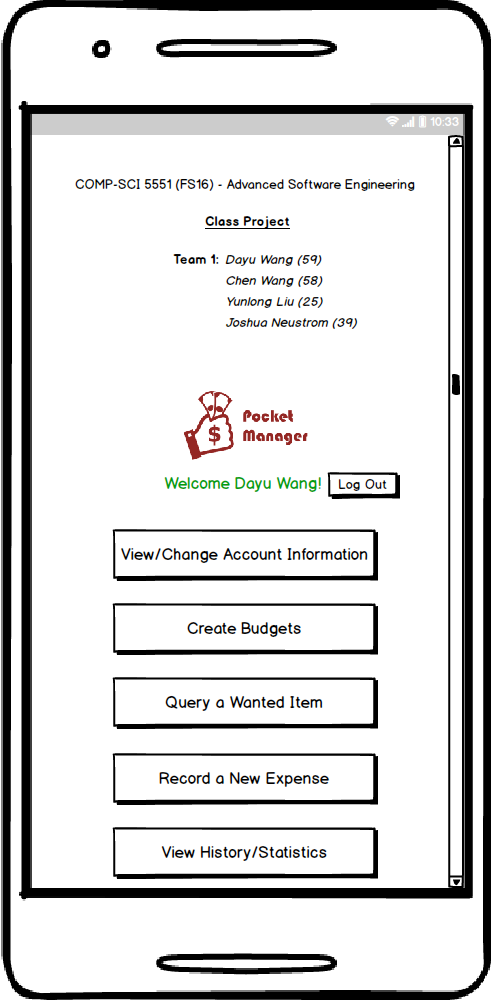 10:33
COMP-SCI 5551 (FS16) - Advanced Software Engineering
Class Project
Team 1: Dayu Wang (59)
Chen Wang (58)
Yunlong Liu (25)
Joshua Neustrom (39)
$
Pocket
Manager
Welcome Dayu Wang! Log Out
View/Change Account Information
Create Budgets
Query a Wanted Item
Record a New Expense
View History/Statistics